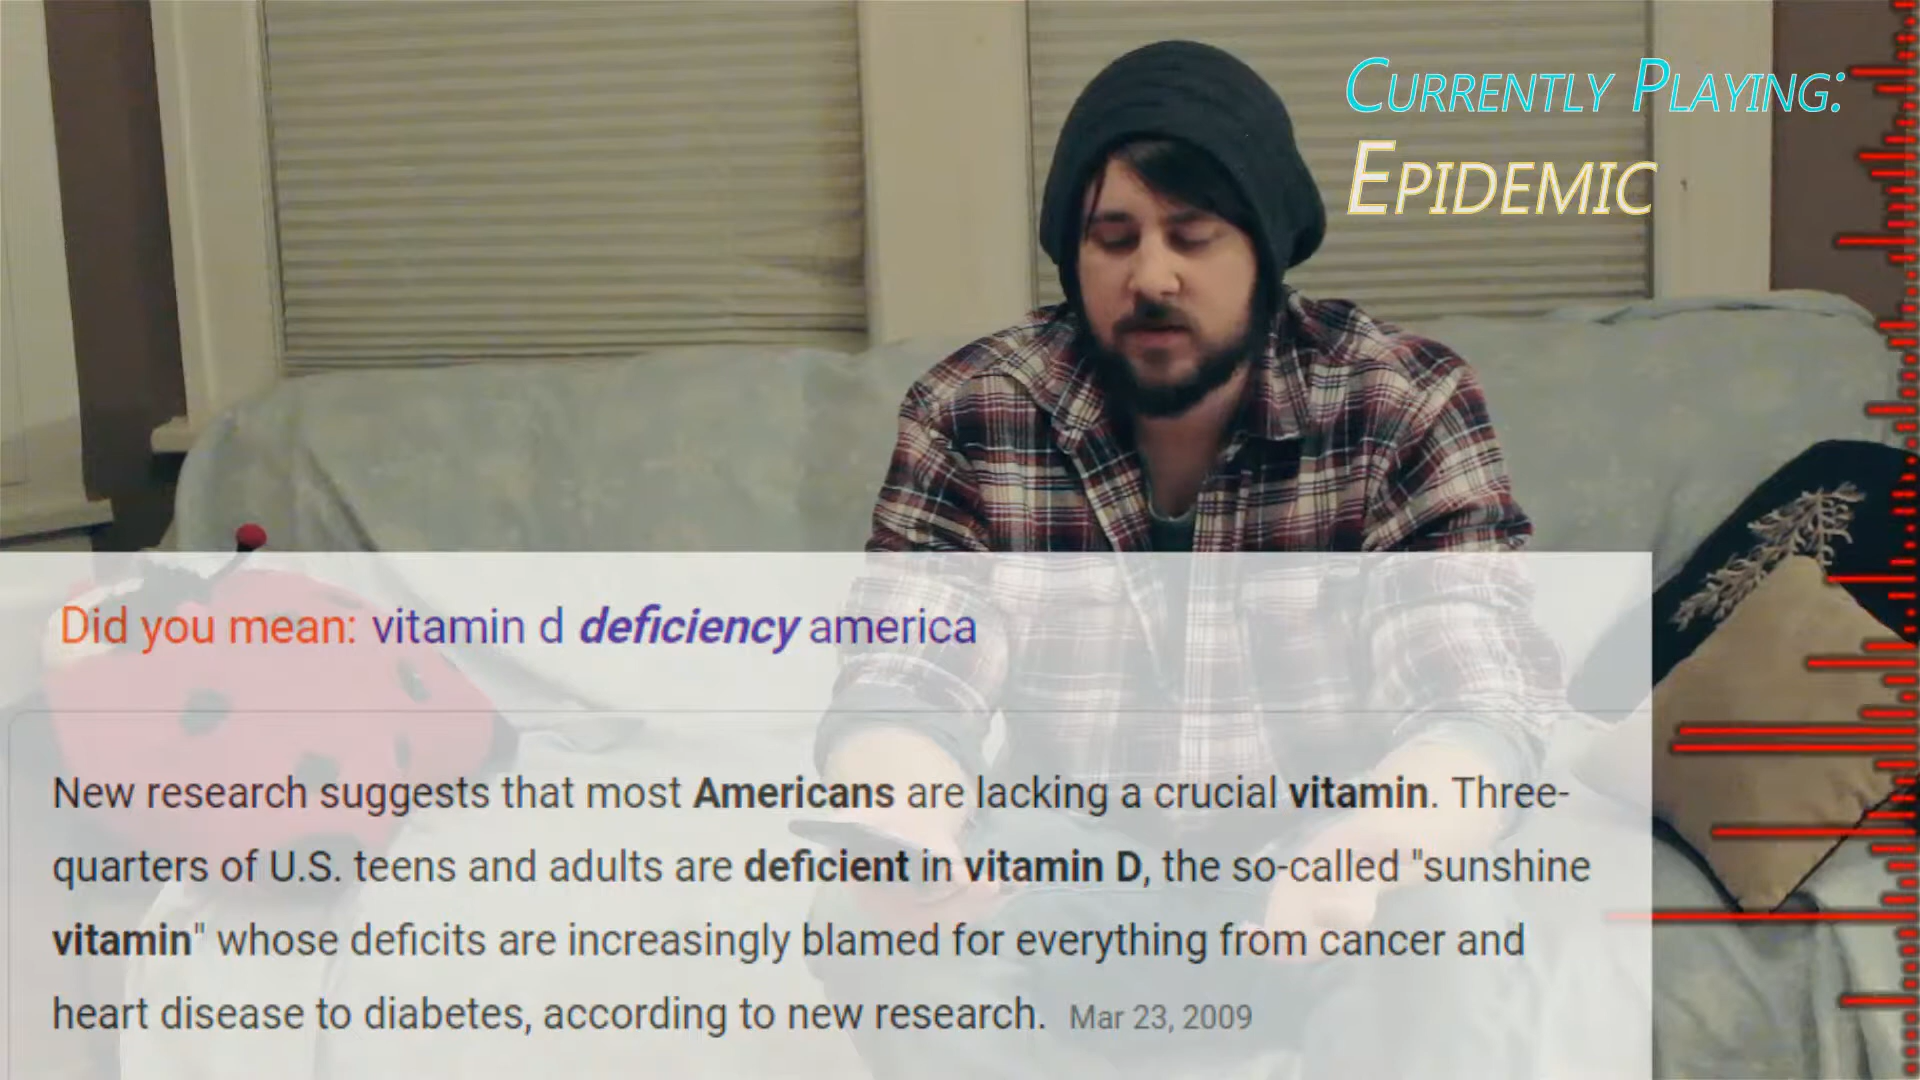 CURRENTLY PLAYING:
EPIDEMIC
Did you mean: vitamin d deficiency america
New research suggests that most Americans are lacking a crucial vitamin. Three-
quarters of U.S. teens and adults are deficient in vitamin D, the so-called "sunshine
vitamin" whose deficits are increasingly blamed for everything from cancer and
heart disease to diabetes, according to new research. Mar 23, 2009